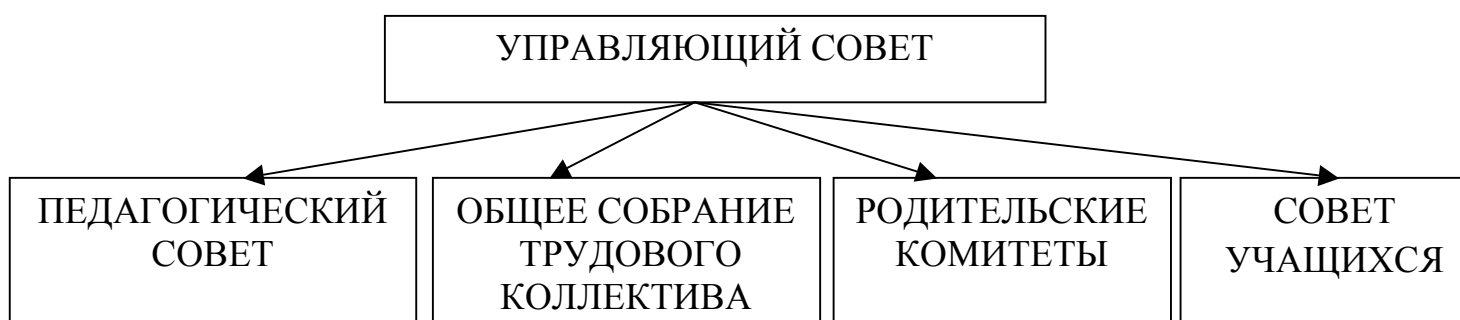 УПРАВЛЯЮЩИЙ СОВЕТ
ПЕДАГОГИЧЕСКИЙ
СОВЕТ
ОБЩЕЕ СОБРАНИЕ
ТРУДОВОГО
КОЛЛЕКТИВА
РОДИТЕЛЬСКИЕ
КОМИТЕТЫ
СОВЕТ
УЧАЩИХСЯ